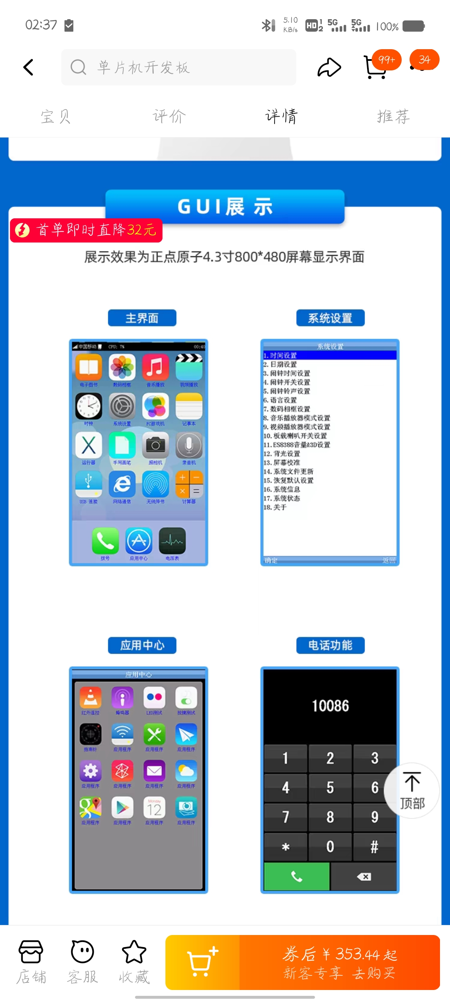 02:37
5.10
KB/s
HD 1 2
5G
5G
100%
单片机开发板
99+
34
宝贝
评价
详情
推荐
GUI展示
首单即时直降32元
展示效果为正点原子4.3寸800*480屏幕显示界面
主界面
系统设置
中国移动 CPU: 7% 00:40
电子图书 数码相框 音乐播放 视频播放
时钟 系统设置 FC游戏机 记事本
运行器 手写画笔 照相机 录音机
USB 连接 网络通信 无线传书 计算器
拨号 应用中心 电压表
系统设置
1.时间设置
2.日期设置
3.闹钟时间设置
4.闹钟开关设置
5.闹钟铃声设置
6.语言设置
7.数码相框设置
8.音乐播放器模式设置
9.视频播放器模式设置
10.板载喇叭开关设置
11.ES8388音量&3D设置
12.背光设置
13.屏幕校准
14.系统文件更新
15.恢复默认设置
16.系统信息
17.系统状态
18.关于
确定 返回
应用中心
电话功能
应用中心
红外遥控 蜂鸣器 LED测试 按键测试
指南针 应用程序 应用程序 应用程序
应用程序 应用程序 应用程序 应用程序
Monday
12
应用程序 应用程序 应用程序 应用程序
10086
1 2 3
4 5 6
7 8 9
* 0 #
顶部
店铺
客服
收藏
券后¥353.44起
新客专享 去购买